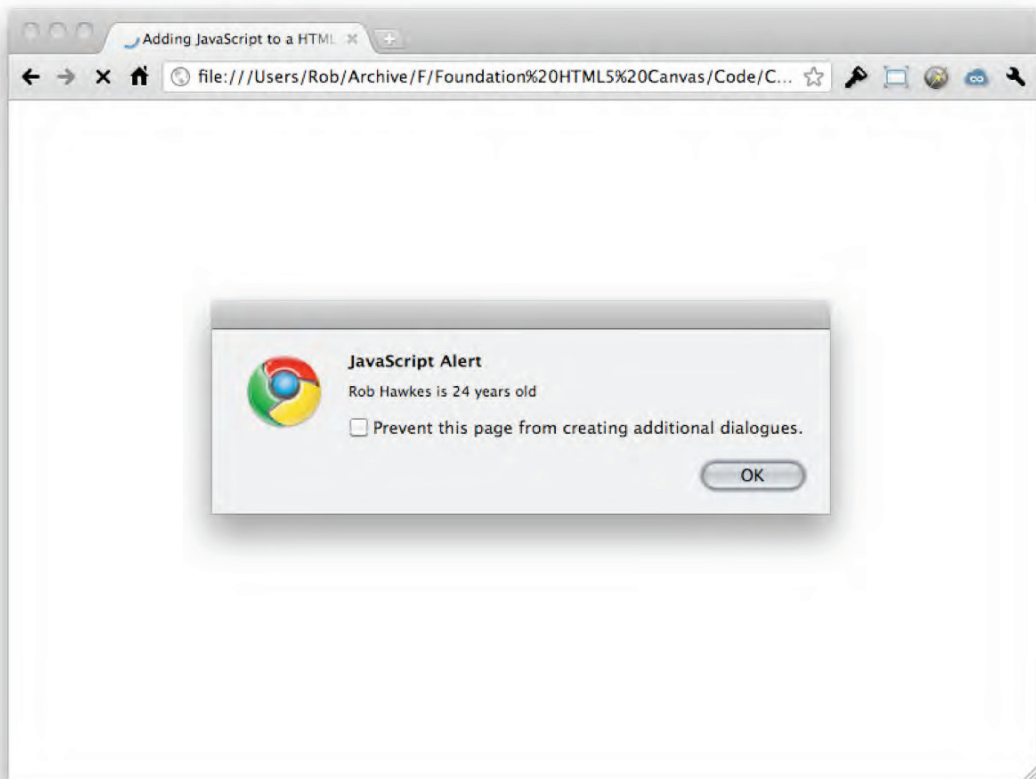 Adding JavaScript to a HTML
file:///Users/Rob/Archive/F/Foundation%20HTML5%20Canvas/Code/C...
JavaScript Alert
Rob Hawkes is 24 years old
Prevent this page from creating additional dialogues.
OK